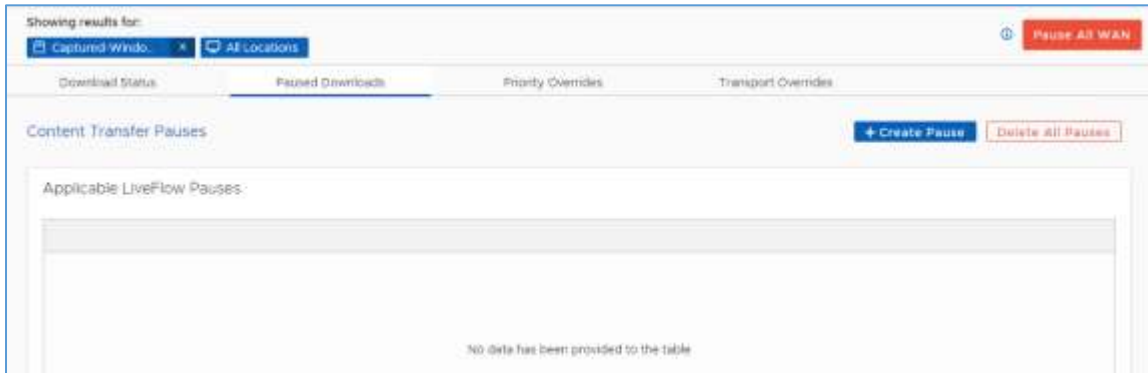 Showing results for:
Captured-Windo... × All Locations
Pause All WAN
Download Status Paused Downloads Priority Overrides Transport Overrides
Content Transfer Pauses
+ Create Pause Delete All Pauses
Applicable LiveFlow Pauses
No data has been provided to the table